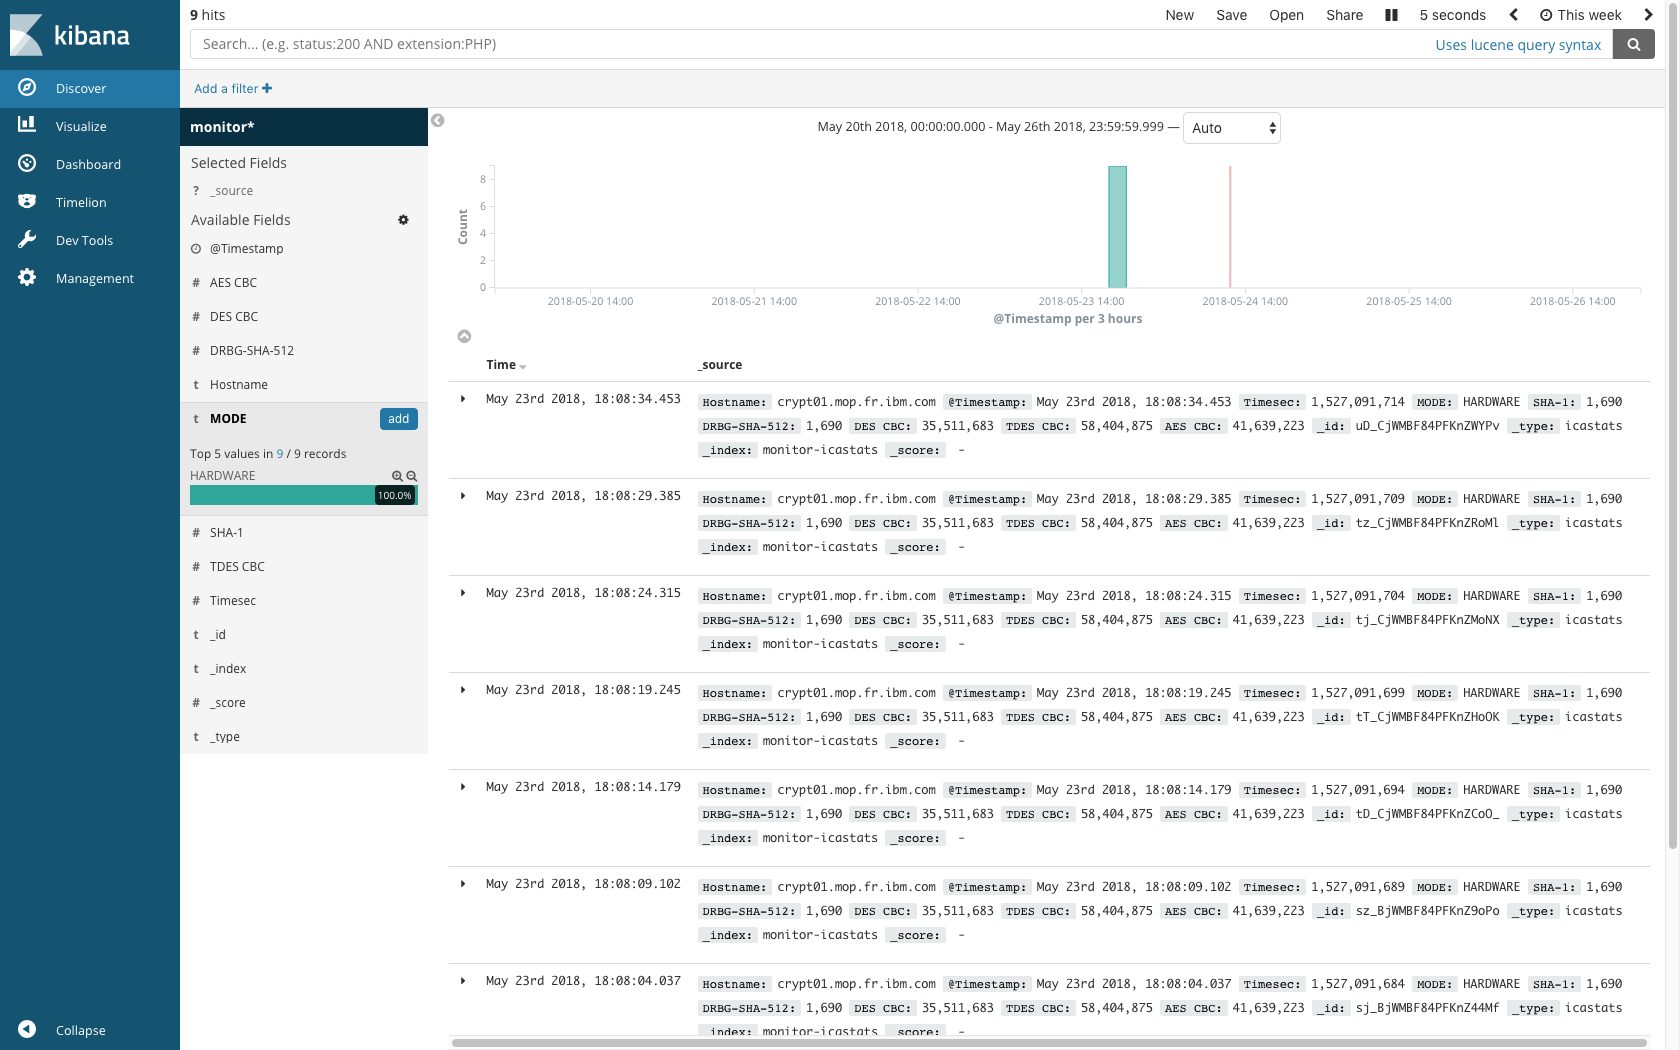 kibana
Discover
Visualize
Dashboard
Timelion
Dev Tools
Management
Collapse
9 hits
New Save Open Share 5 seconds This week
Search... (e.g. status:200 AND extension:PHP) Uses lucene query syntax
Add a filter
monitor*
Selected Fields
? _source
Available Fields
@Timestamp
# AES CBC
# DES CBC
# DRBG-SHA-512
t Hostname
t MODE add
Top 5 values in 9 / 9 records
HARDWARE
100.0%
# SHA-1
# TDES CBC
# Timesec
t _id
t _index
# _score
t _type
May 20th 2018, 00:00:00.000 - May 26th 2018, 23:59:59.999 — Auto
8
6
4
2
0
Count
2018-05-20 14:00 2018-05-21 14:00 2018-05-22 14:00 2018-05-23 14:00 2018-05-24 14:00 2018-05-25 14:00 2018-05-26 14:00
@Timestamp per 3 hours
Time _source
May 23rd 2018, 18:08:34.453 Hostname: crypt01.mop.fr.ibm.com @Timestamp: May 23rd 2018, 18:08:34.453 Timesec: 1,527,091,714 MODE: HARDWARE SHA-1: 1,690
DRBG-SHA-512: 1,690 DES CBC: 35,511,683 TDES CBC: 58,404,875 AES CBC: 41,639,223 _id: uD_CjWMBF84PFKnZWYPv _type: icastats
_index: monitor-icastats _score: -
May 23rd 2018, 18:08:29.385 Hostname: crypt01.mop.fr.ibm.com @Timestamp: May 23rd 2018, 18:08:29.385 Timesec: 1,527,091,709 MODE: HARDWARE SHA-1: 1,690
DRBG-SHA-512: 1,690 DES CBC: 35,511,683 TDES CBC: 58,404,875 AES CBC: 41,639,223 _id: tz_CjWMBF84PFKnZRoMl _type: icastats
_index: monitor-icastats _score: -
May 23rd 2018, 18:08:24.315 Hostname: crypt01.mop.fr.ibm.com @Timestamp: May 23rd 2018, 18:08:24.315 Timesec: 1,527,091,704 MODE: HARDWARE SHA-1: 1,690
DRBG-SHA-512: 1,690 DES CBC: 35,511,683 TDES CBC: 58,404,875 AES CBC: 41,639,223 _id: tj_CjWMBF84PFKnZMoNX _type: icastats
_index: monitor-icastats _score: -
May 23rd 2018, 18:08:19.245 Hostname: crypt01.mop.fr.ibm.com @Timestamp: May 23rd 2018, 18:08:19.245 Timesec: 1,527,091,699 MODE: HARDWARE SHA-1: 1,690
DRBG-SHA-512: 1,690 DES CBC: 35,511,683 TDES CBC: 58,404,875 AES CBC: 41,639,223 _id: tT_CjWMBF84PFKnZHoOK _type: icastats
_index: monitor-icastats _score: -
May 23rd 2018, 18:08:14.179 Hostname: crypt01.mop.fr.ibm.com @Timestamp: May 23rd 2018, 18:08:14.179 Timesec: 1,527,091,694 MODE: HARDWARE SHA-1: 1,690
DRBG-SHA-512: 1,690 DES CBC: 35,511,683 TDES CBC: 58,404,875 AES CBC: 41,639,223 _id: tD_CjWMBF84PFKnZCoO_ _type: icastats
_index: monitor-icastats _score: -
May 23rd 2018, 18:08:09.102 Hostname: crypt01.mop.fr.ibm.com @Timestamp: May 23rd 2018, 18:08:09.102 Timesec: 1,527,091,689 MODE: HARDWARE SHA-1: 1,690
DRBG-SHA-512: 1,690 DES CBC: 35,511,683 TDES CBC: 58,404,875 AES CBC: 41,639,223 _id: sz_BjWMBF84PFKnZ9oPo _type: icastats
_index: monitor-icastats _score: -
May 23rd 2018, 18:08:04.037 Hostname: crypt01.mop.fr.ibm.com @Timestamp: May 23rd 2018, 18:08:04.037 Timesec: 1,527,091,684 MODE: HARDWARE SHA-1: 1,690
DRBG-SHA-512: 1,690 DES CBC: 35,511,683 TDES CBC: 58,404,875 AES CBC: 41,639,223 _id: sj_BjWMBF84PFKnZ44Mf _type: icastats
_index: monitor-icastats _score: -